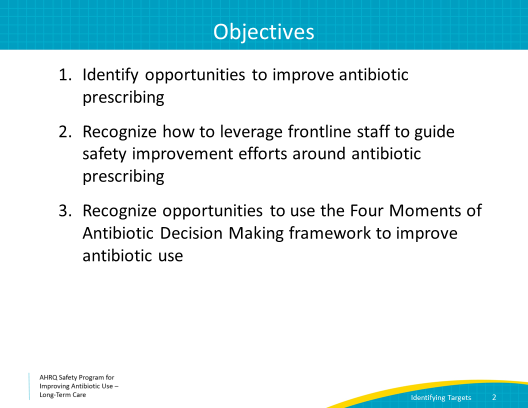 Objectives
1. Identify opportunities to improve antibiotic
prescribing
2. Recognize how to leverage frontline staff to guide
safety improvement efforts around antibiotic
prescribing
3. Recognize opportunities to use the Four Moments of
Antibiotic Decision Making framework to improve
antibiotic use
AHRQ Safety Program for
Improving Antibiotic Use –
Long-Term Care
Identifying Targets 2